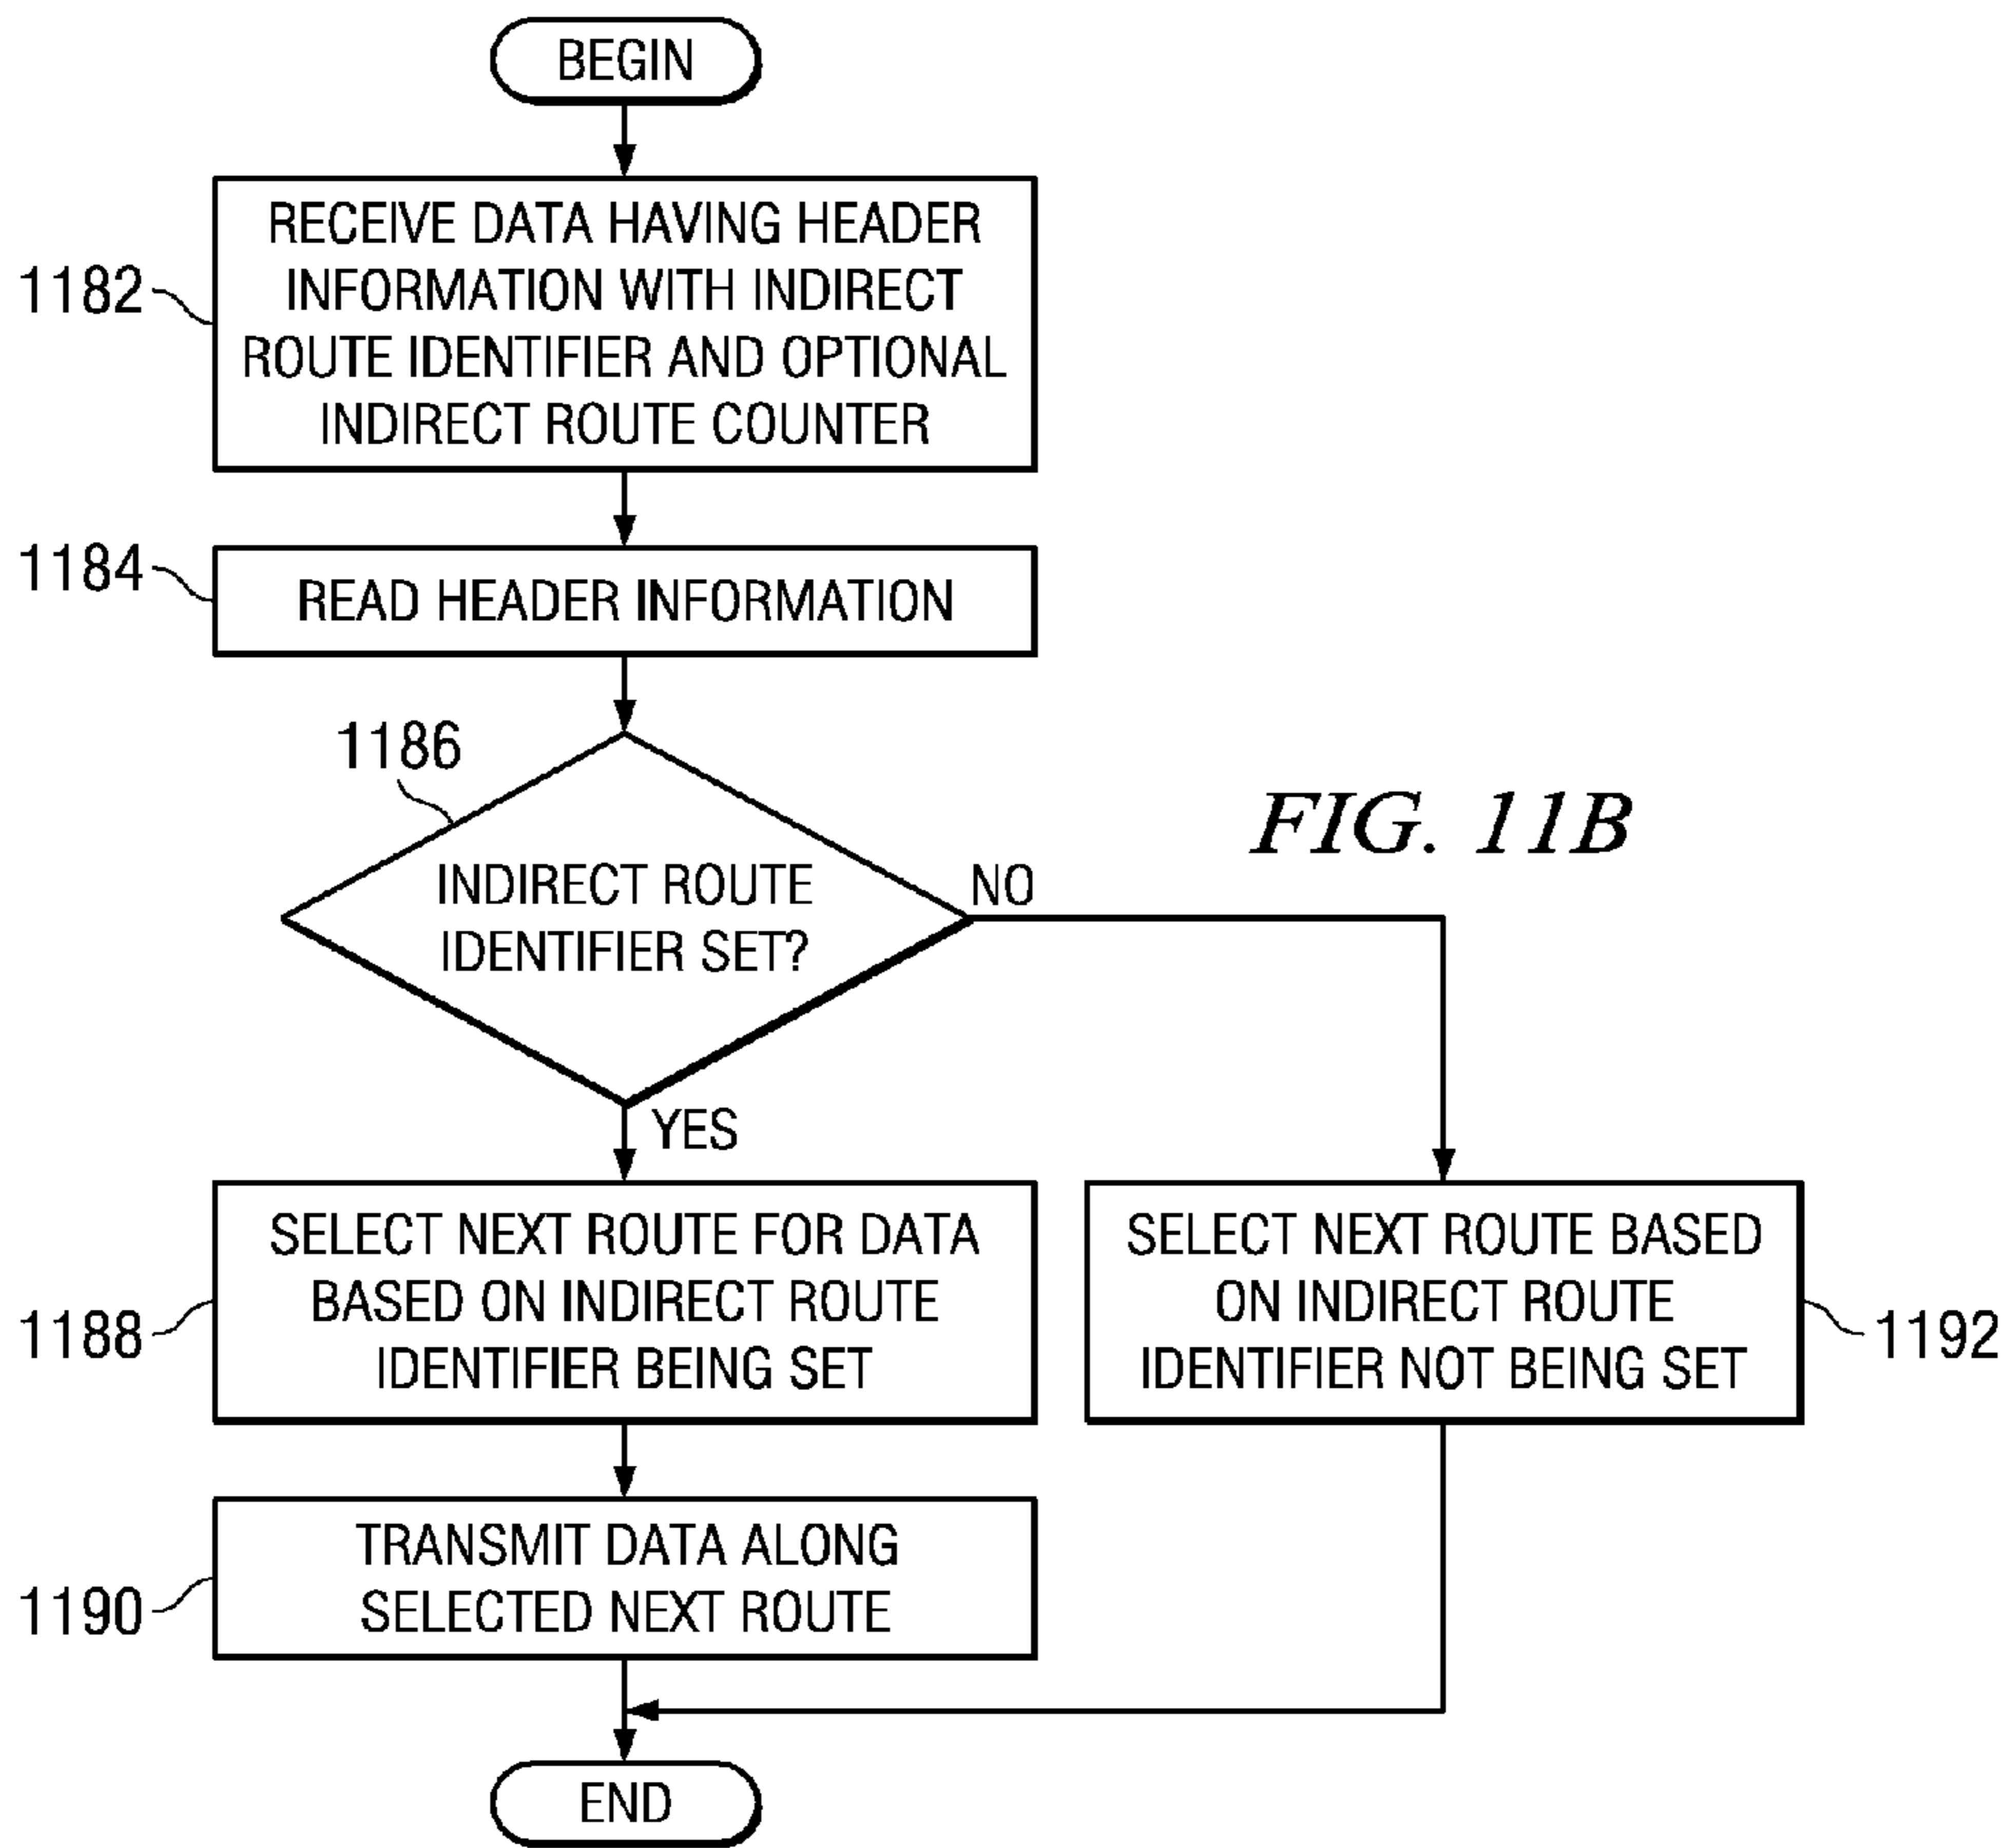 BEGIN
1182
RECEIVE DATA HAVING HEADER
INFORMATION WITH INDIRECT
ROUTE IDENTIFIER AND OPTIONAL
INDIRECT ROUTE COUNTER
1184
READ HEADER INFORMATION
1186
INDIRECT ROUTE
IDENTIFIER SET?
NO
FIG. 11B
YES
1188
SELECT NEXT ROUTE FOR DATA
BASED ON INDIRECT ROUTE
IDENTIFIER BEING SET
SELECT NEXT ROUTE BASED
ON INDIRECT ROUTE
IDENTIFIER NOT BEING SET
1192
1190
TRANSMIT DATA ALONG
SELECTED NEXT ROUTE
END